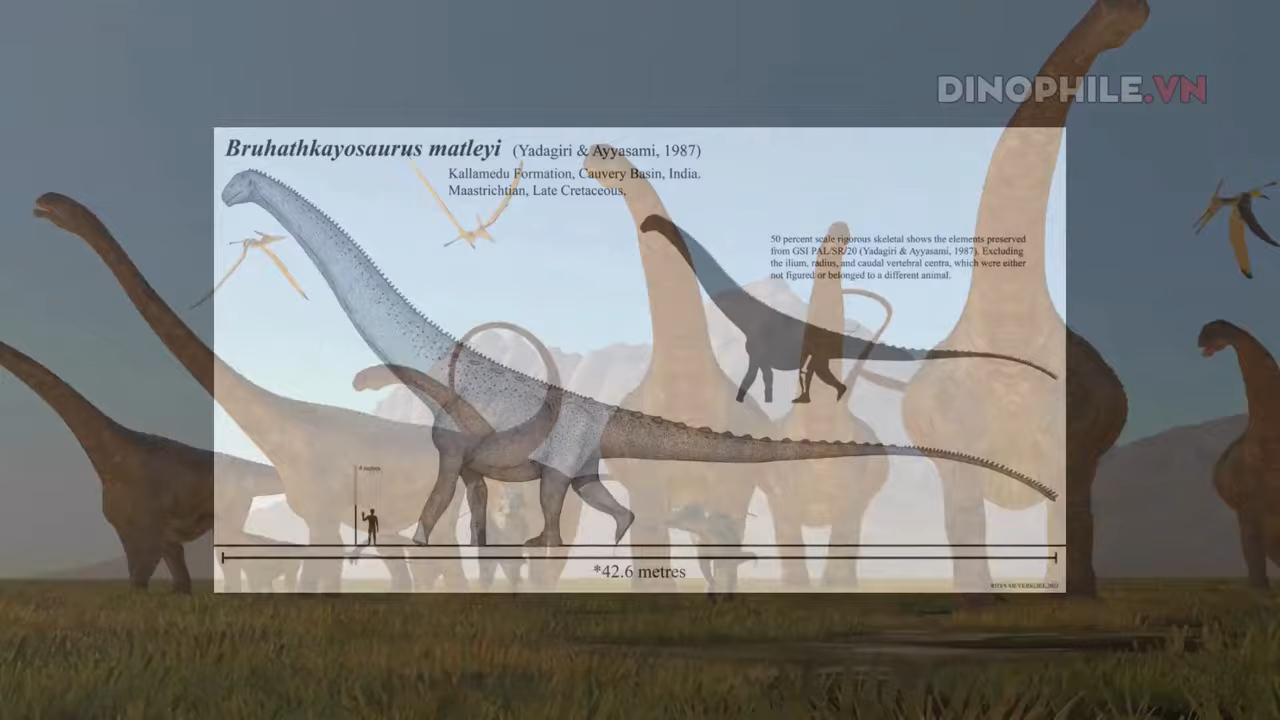 DINOPHILE.VN
Bruhathkayosaurus matleyi (Yadagiri & Ayyasami, 1987)
Kallamedu Formation, Cauvery Basin, India.
Maastrichtian, Late Cretaceous.
50 percent scale rigorous skeletal shows the elements preserved
from GSI PAL/SR/20 (Yadagiri & Ayyasami, 1987). Excluding
the ilium, radius, and caudal vertebral centra, which were either
not figured or belonged to a different animal.
4 metres
*42.6 metres